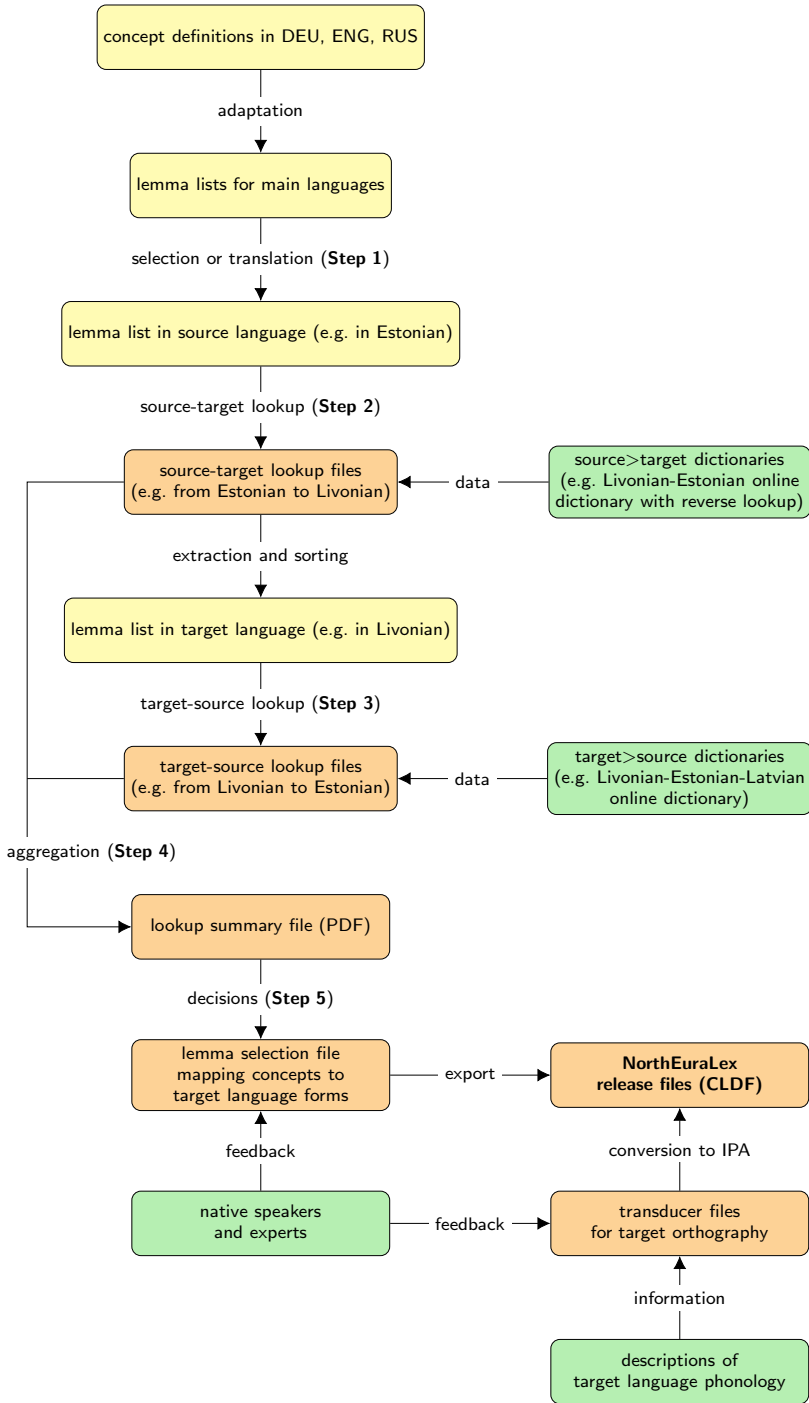 concept definitions in DEU, ENG, RUS
adaptation
lemma lists for main languages
selection or translation (Step 1)
lemma list in source language (e.g. in Estonian)
source-target lookup (Step 2)
source-target lookup files
(e.g. from Estonian to Livonian)
data
source>target dictionaries
(e.g. Livonian-Estonian online
dictionary with reverse lookup)
extraction and sorting
lemma list in target language (e.g. in Livonian)
target-source lookup (Step 3)
target-source lookup files
(e.g. from Livonian to Estonian)
data
target>source dictionaries
(e.g. Livonian-Estonian-Latvian
online dictionary)
aggregation (Step 4)
lookup summary file (PDF)
decisions (Step 5)
lemma selection file
mapping concepts to
target language forms
export
NorthEuraLex
release files (CLDF)
feedback
conversion to IPA
native speakers
and experts
feedback
transducer files
for target orthography
information
descriptions of
target language phonology